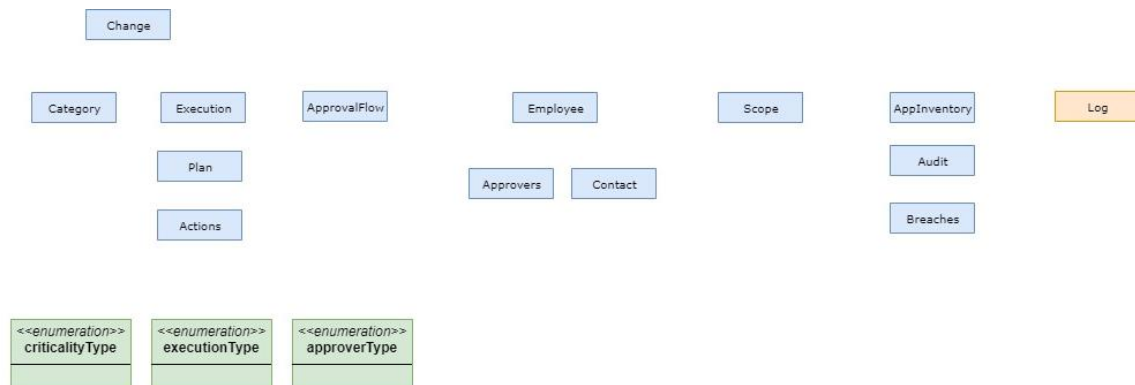 Change
Category
Execution
ApprovalFlow
Employee
Scope
AppInventory
Log
Plan
Audit
Approvers
Contact
Actions
Breaches
<<enumeration>>
criticalityType
<<enumeration>>
executionType
<<enumeration>>
approverType